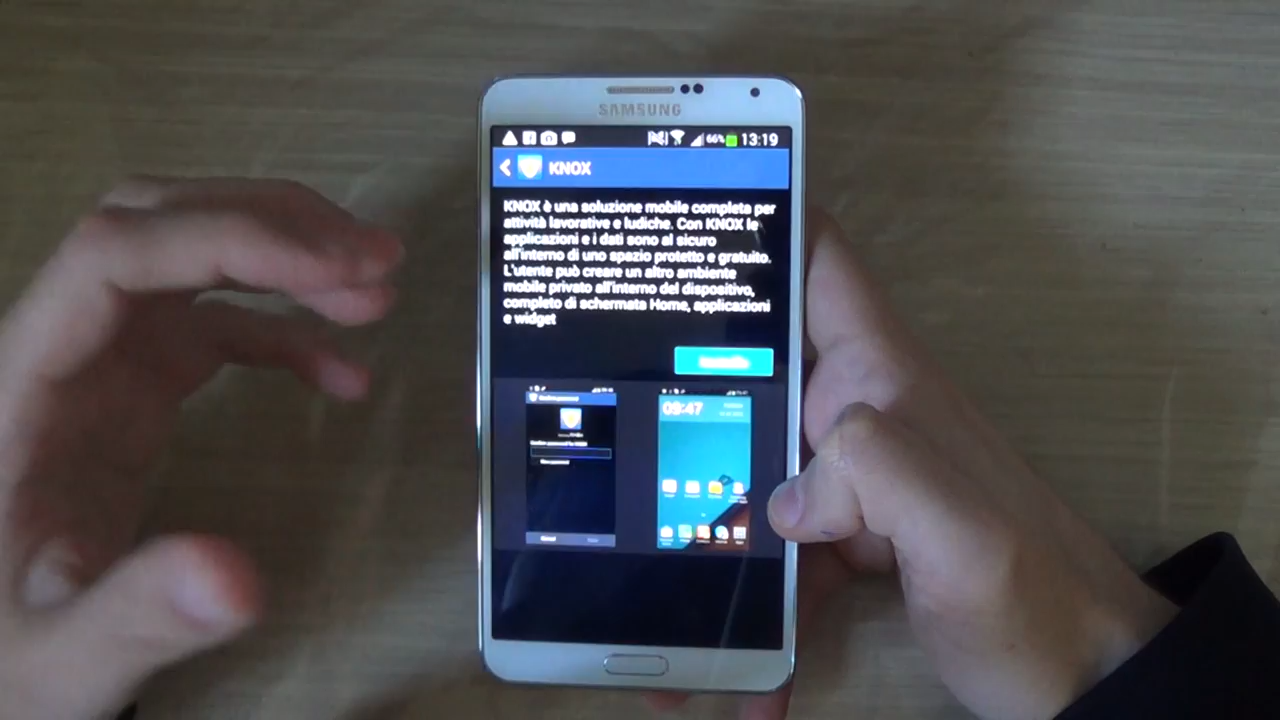 SAMSUNG
66% 13:19
KNOX
KNOX è una soluzione mobile completa per
attività lavorative e ludiche. Con KNOX le
applicazioni e i dati sono al sicuro
all'interno di uno spazio protetto e gratuito.
L'utente può creare un altro ambiente
mobile privato all'interno del dispositivo,
completo di schermata Home, applicazioni
e widget
09:47
Cancel